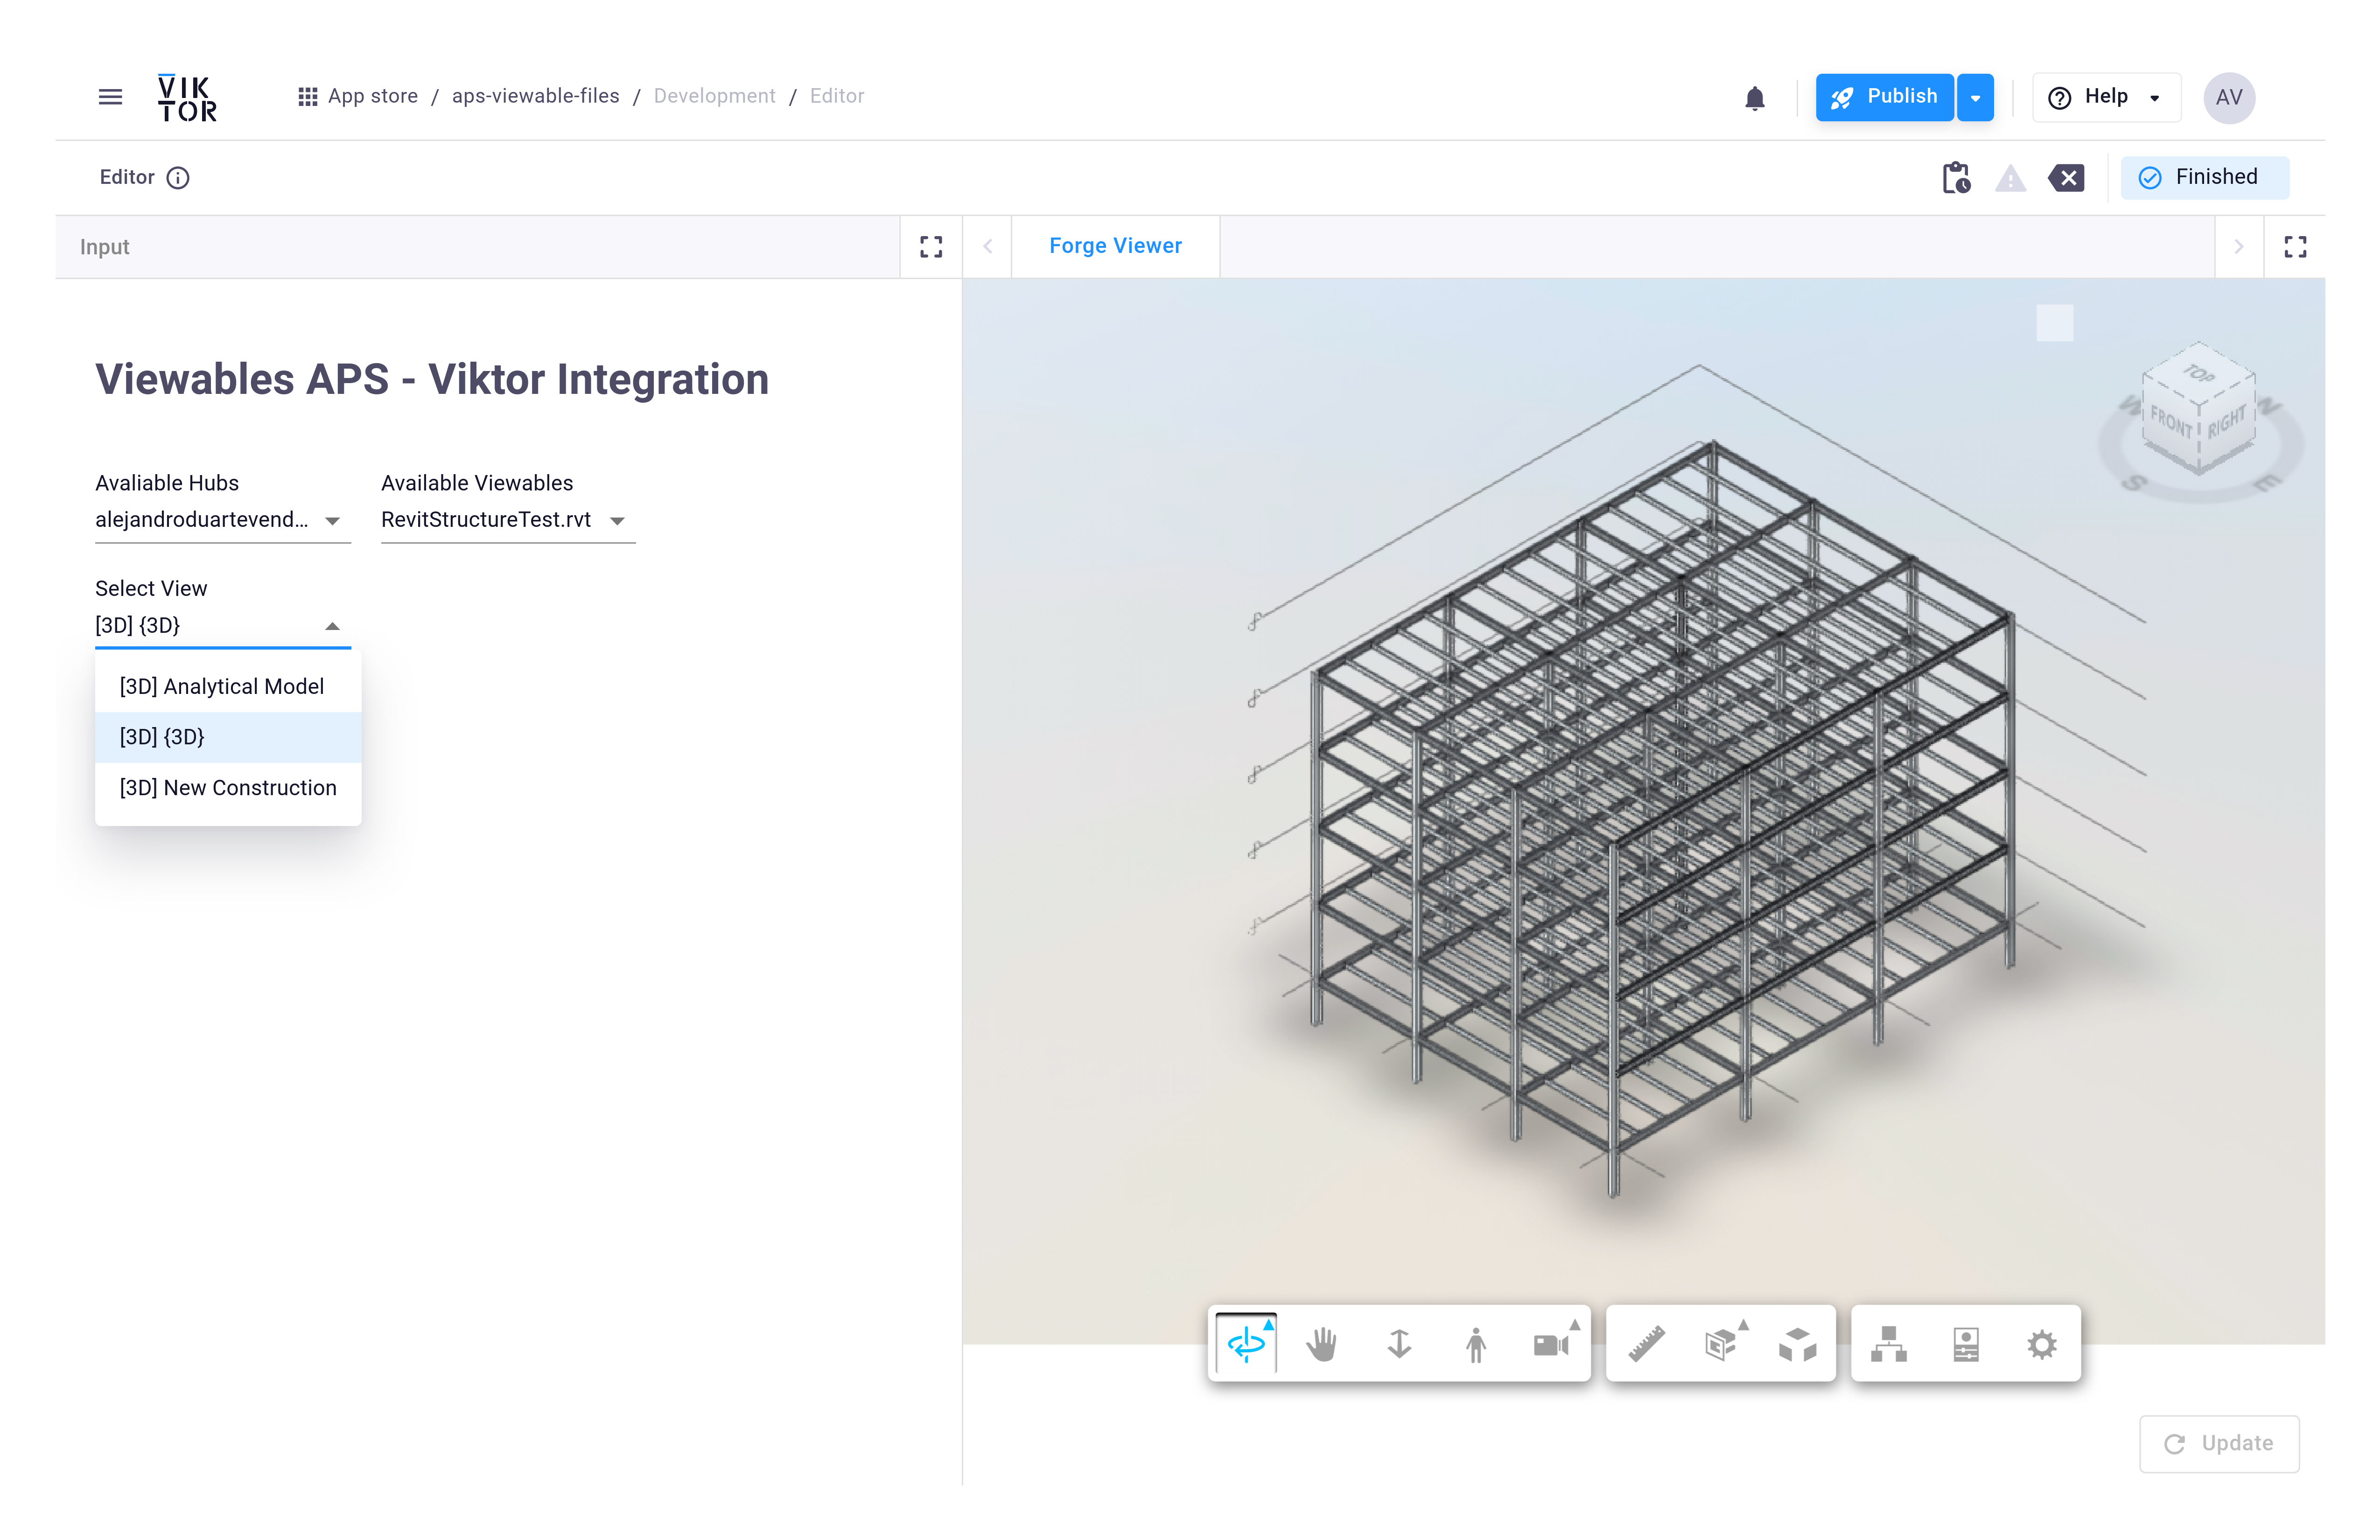 VIKTOR
App store / aps-viewable-files / Development / Editor
Publish
Help
AV
Editor
Finished
Input
Forge Viewer
Viewables APS - Viktor Integration
Avaliable Hubs
alejandroduartevend...
Available Viewables
RevitStructureTest.rvt
Select View
[3D] {3D}
[3D] Analytical Model
[3D] {3D}
[3D] New Construction
TOP
FRONT
RIGHT
W
N
S
E
Update